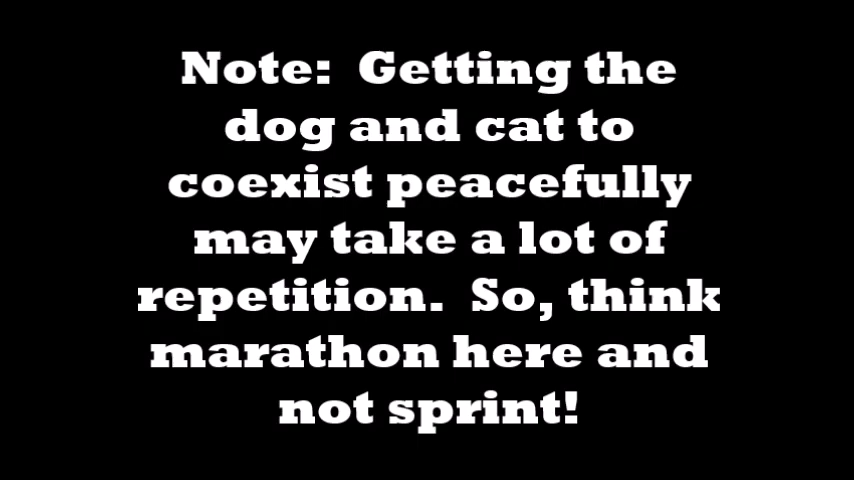 Note:  Getting the
dog and cat to
coexist peacefully
may take a lot of
repetition.  So, think
marathon here and
not sprint!